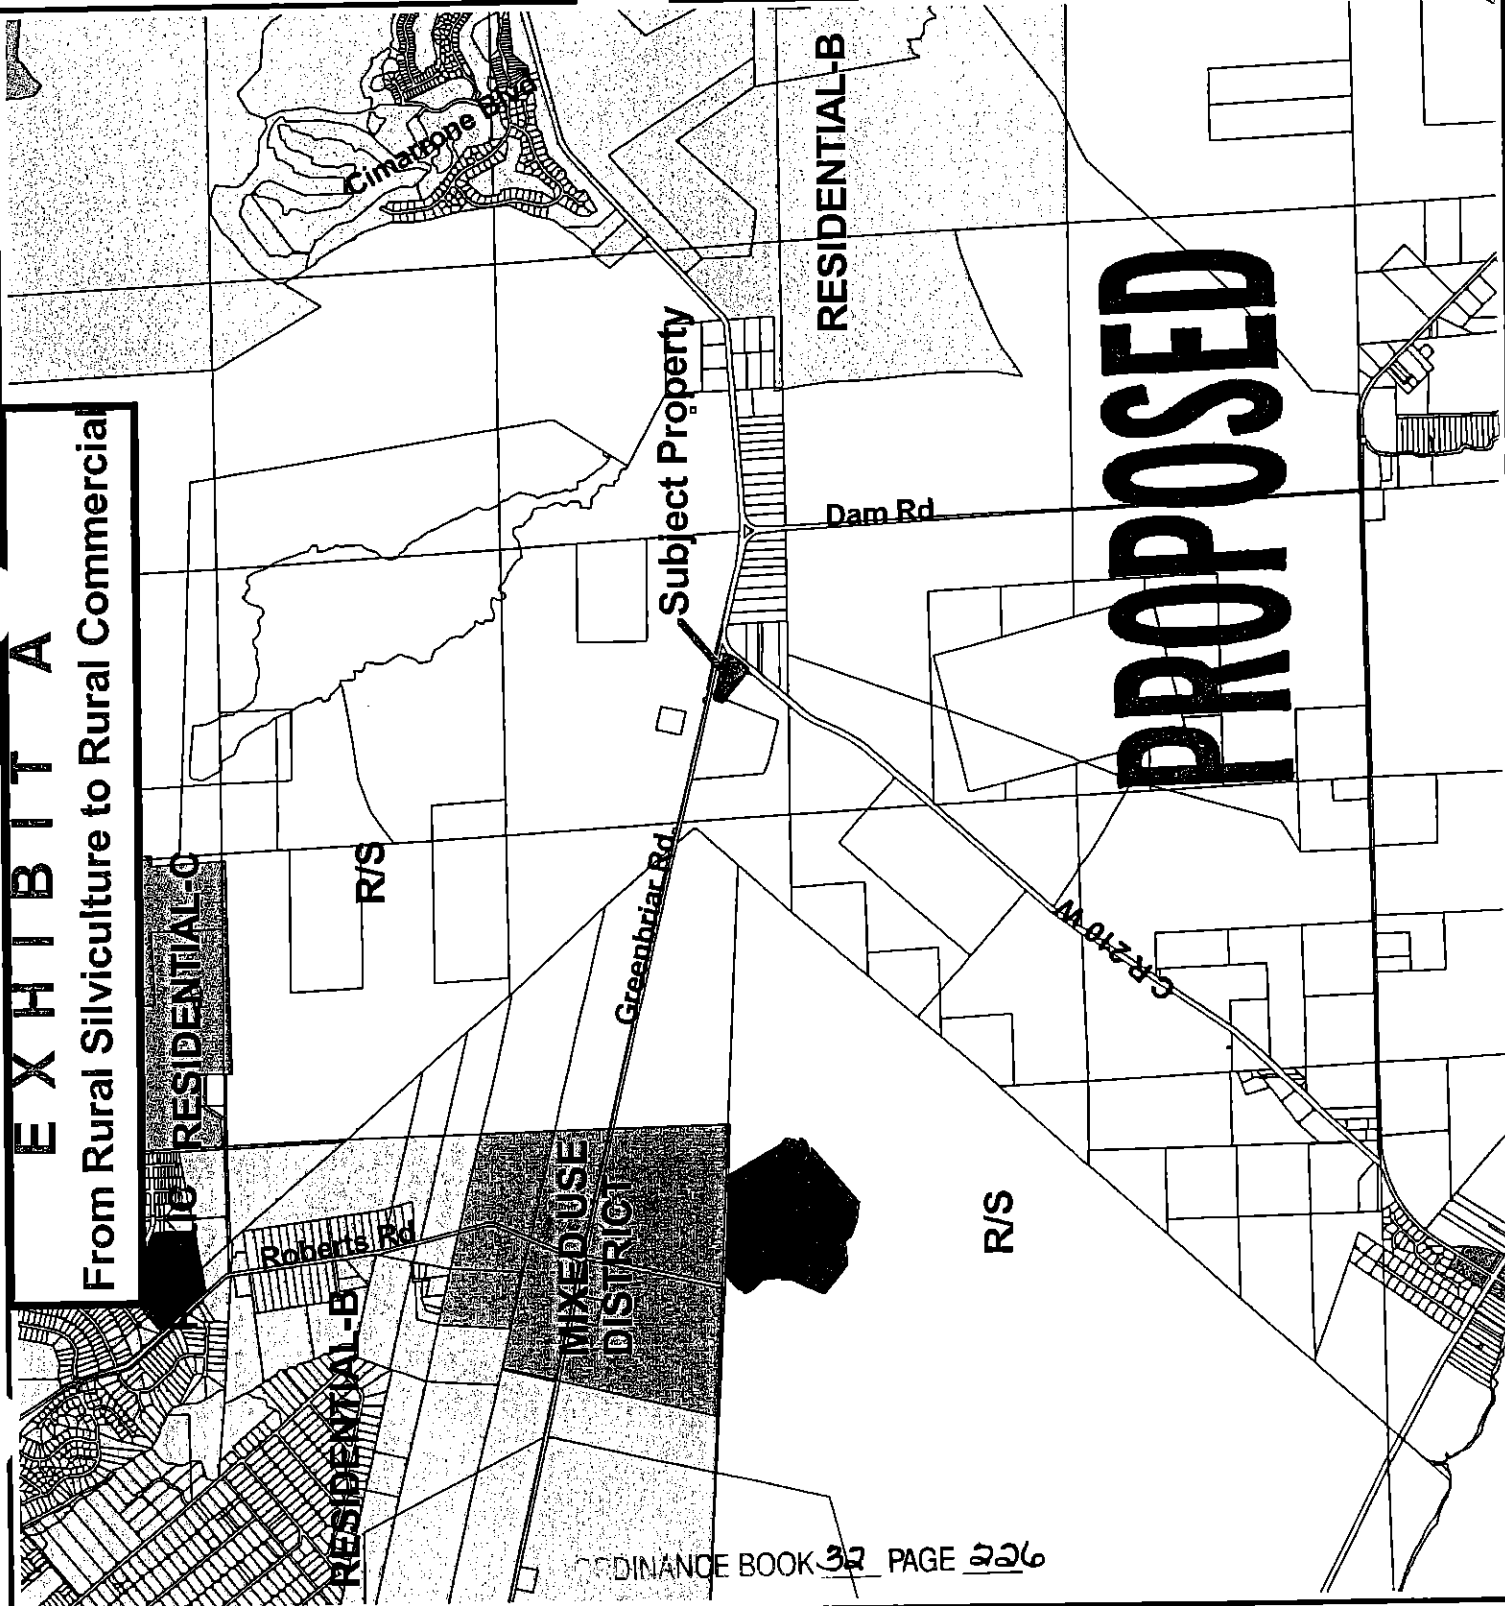 EXHIBIT A
From Rural Silviculture to Rural Commercial
RESIDENTIAL-C
R/S
Roberts Rd
RESIDENTIAL-B
MIXED USE
DISTRICT
Greenbriar Rd.
Subject Property
Cimarrone Blvd
RESIDENTIAL-B
Dam Rd
PROPOSED
C R 210 W
R/S
ORDINANCE BOOK 32 PAGE 226